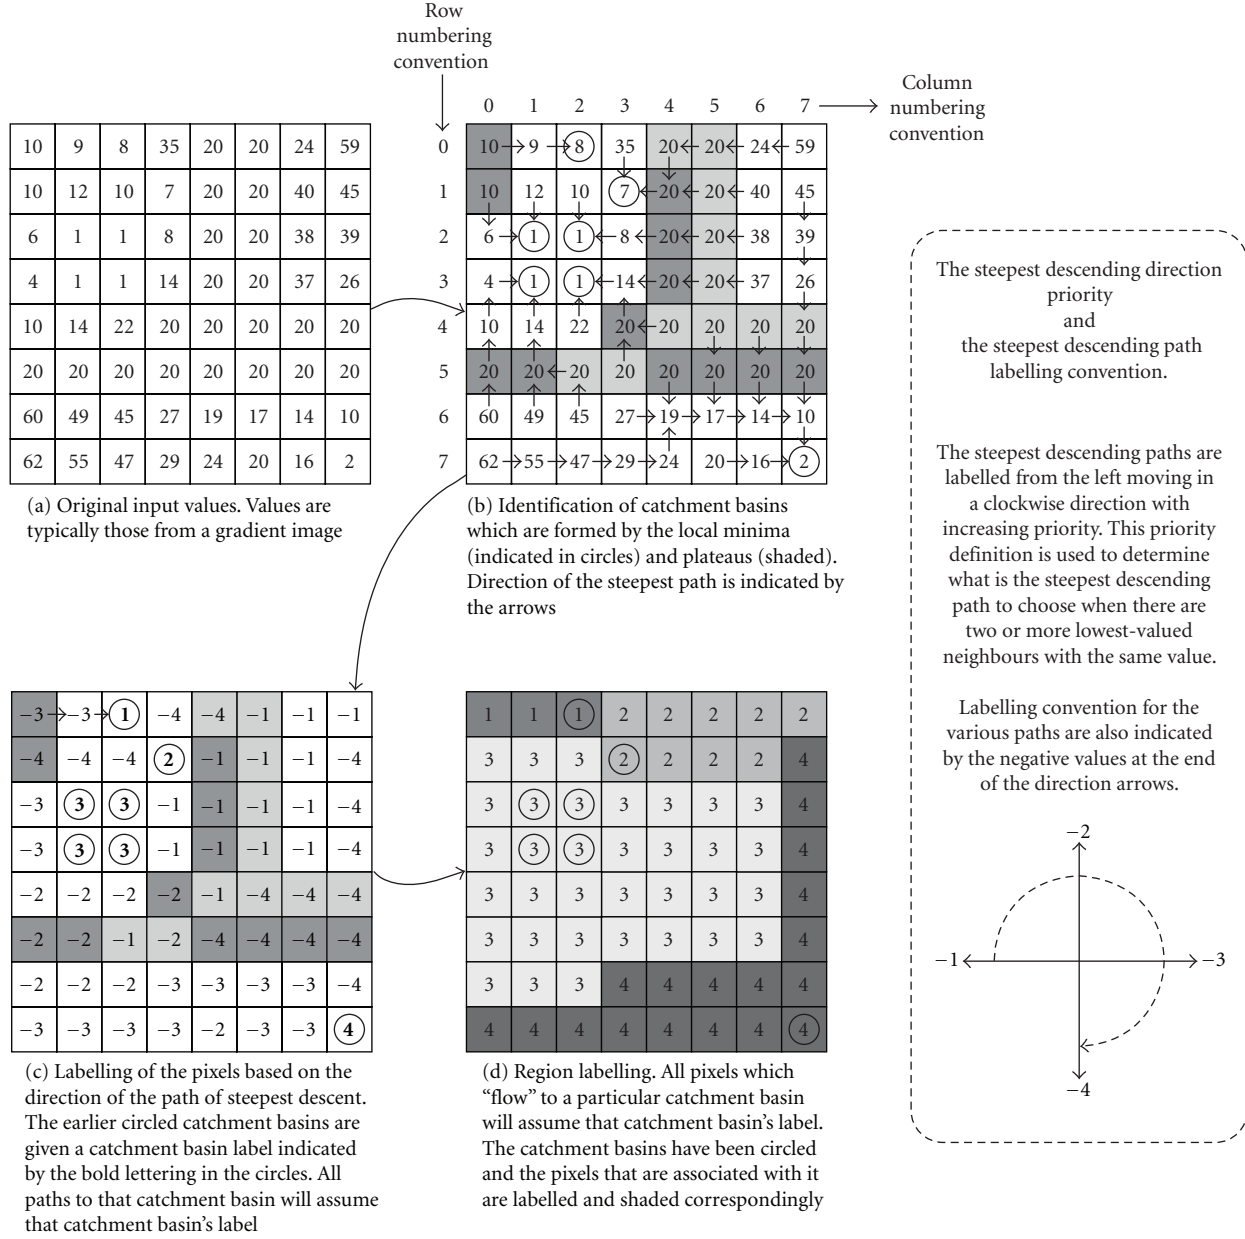 Row
numbering
convention
Column
numbering
convention
0 1 2 3 4 5 6 7
10 9 8 35 20 20 24 59
10 12 10 7 20 20 40 45
6 1 1 8 20 20 38 39
4 1 1 14 20 20 37 26
10 14 22 20 20 20 20 20
20 20 20 20 20 20 20 20
60 49 45 27 19 17 14 10
62 55 47 29 24 20 16 2
(a) Original input values. Values are
typically those from a gradient image
0 10 9 8 35 20 20 24 59
1 10 12 10 7 20 20 40 45
2 6 1 1 8 20 20 38 39
3 4 1 1 14 20 20 37 26
4 10 14 22 20 20 20 20 20
5 20 20 20 20 20 20 20 20
6 60 49 45 27 19 17 14 10
7 62 55 47 29 24 20 16 2
(b) Identification of catchment basins
which are formed by the local minima
(indicated in circles) and plateaus (shaded).
Direction of the steepest path is indicated by
the arrows
−3 −3 1 −4 −4 −1 −1 −1
−4 −4 −4 2 −1 −1 −1 −4
−3 3 3 −1 −1 −1 −1 −4
−3 3 3 −1 −1 −1 −1 −4
−2 −2 −2 −2 −1 −4 −4 −4
−2 −2 −1 −2 −4 −4 −4 −4
−2 −2 −2 −3 −3 −3 −3 −4
−3 −3 −3 −3 −2 −3 −3 4
(c) Labelling of the pixels based on the
direction of the path of steepest descent.
The earlier circled catchment basins are
given a catchment basin label indicated
by the bold lettering in the circles. All
paths to that catchment basin will assume
that catchment basin's label
1 1 1 2 2 2 2 2
3 3 3 2 2 2 2 4
3 3 3 3 3 3 3 4
3 3 3 3 3 3 3 4
3 3 3 3 3 3 3 4
3 3 3 3 3 3 3 4
3 3 3 4 4 4 4 4
4 4 4 4 4 4 4 4
(d) Region labelling. All pixels which
“flow” to a particular catchment basin
will assume that catchment basin's label.
The catchment basins have been circled
and the pixels that are associated with it
are labelled and shaded correspondingly
The steepest descending direction
priority
and
the steepest descending path
labelling convention.
The steepest descending paths are
labelled from the left moving in
a clockwise direction with
increasing priority. This priority
definition is used to determine
what is the steepest descending
path to choose when there are
two or more lowest-valued
neighbours with the same value.
Labelling convention for the
various paths are also indicated
by the negative values at the end
of the direction arrows.
−2
−1
−3
−4